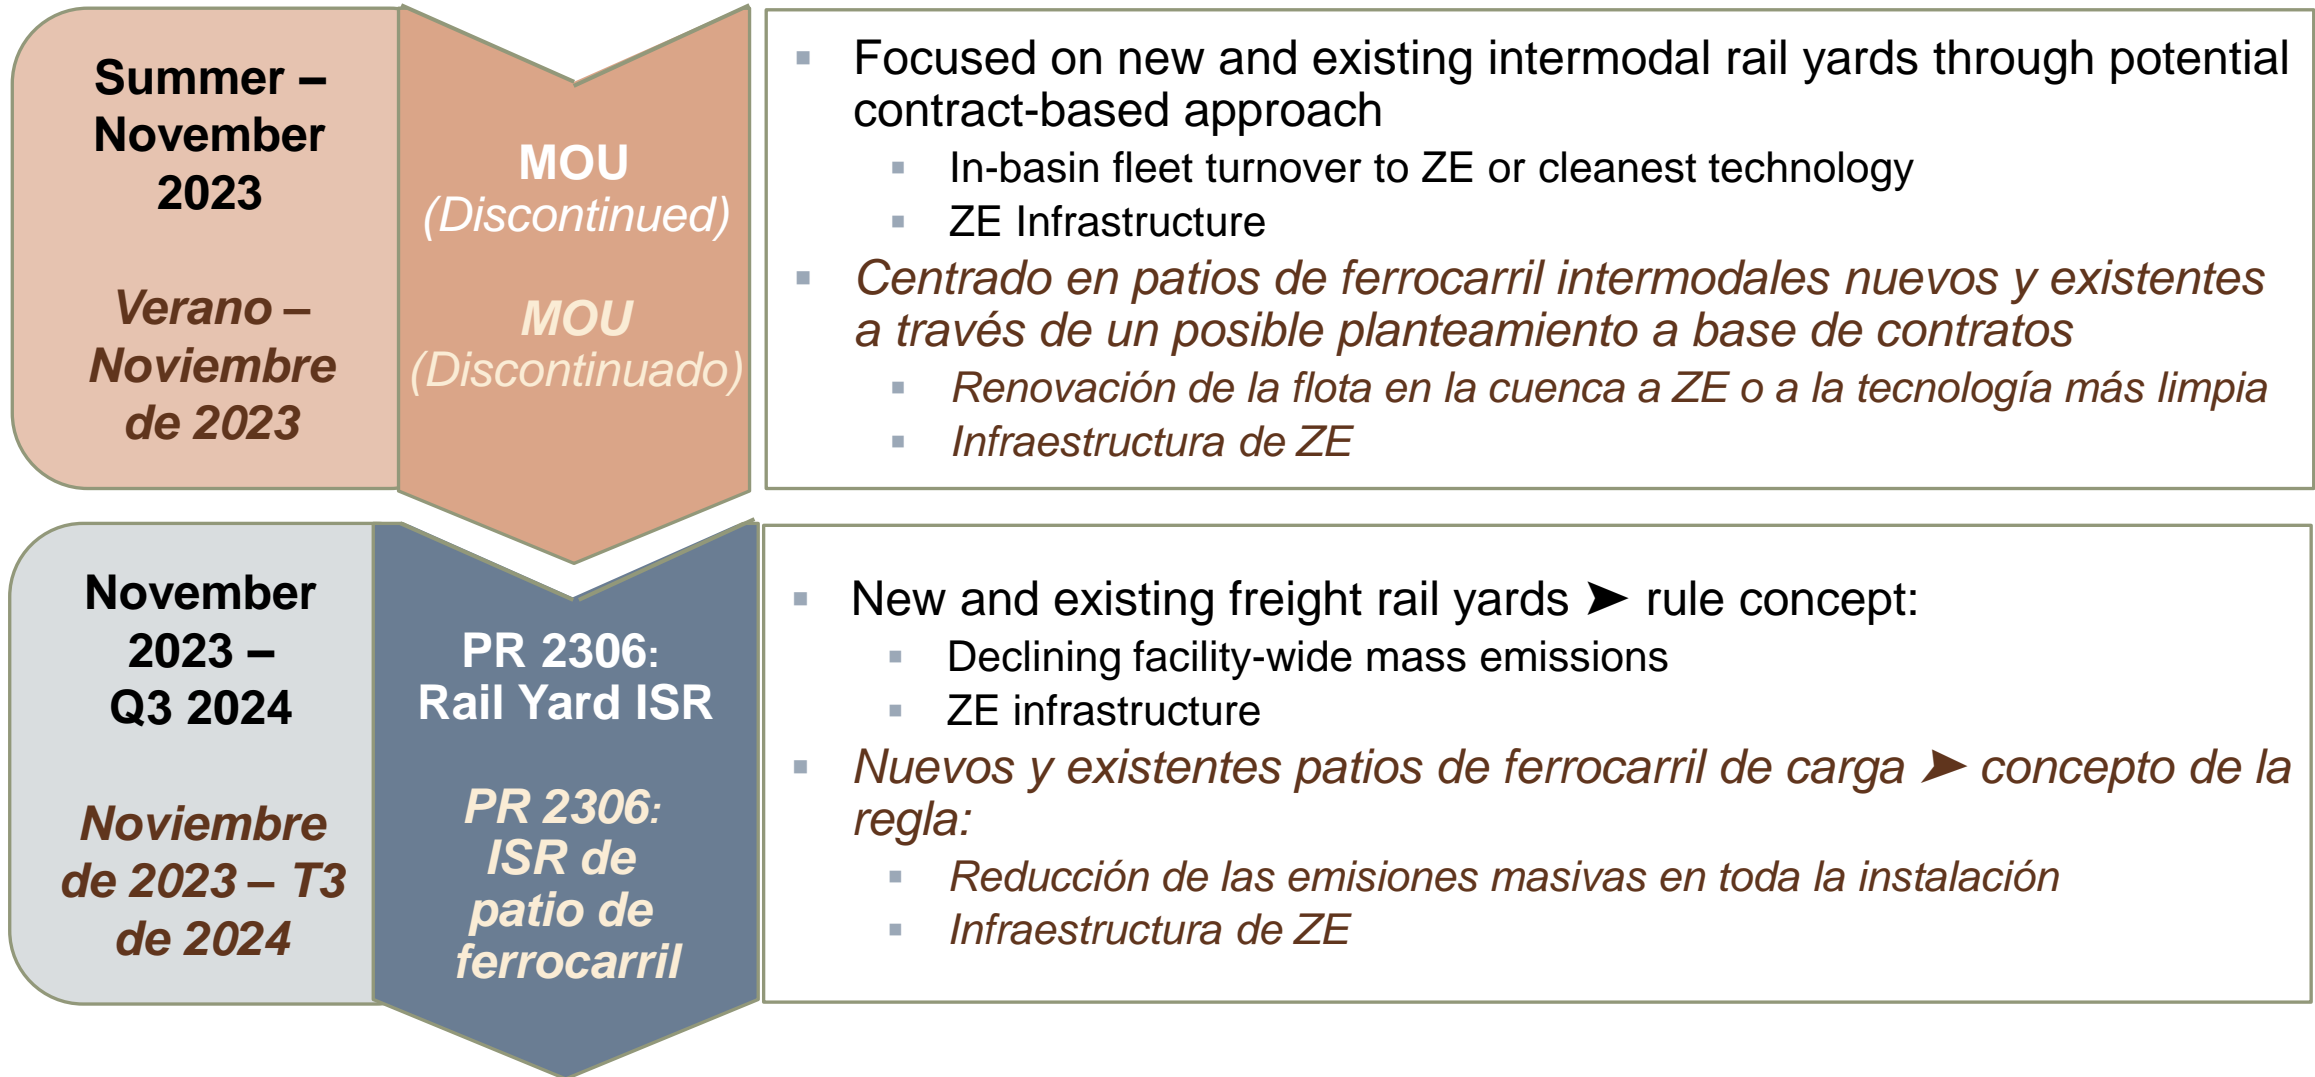 Summer –
November
2023
Verano –
Noviembre
de 2023
MOU
(Discontinued)
MOU
(Discontinuado)
▪ Focused on new and existing intermodal rail yards through potential
contract-based approach
▪ In-basin fleet turnover to ZE or cleanest technology
▪ ZE Infrastructure
▪ Centrado en patios de ferrocarril intermodales nuevos y existentes
a través de un posible planteamiento a base de contratos
▪ Renovación de la flota en la cuenca a ZE o a la tecnología más limpia
▪ Infraestructura de ZE
November
2023 –
Q3 2024
Noviembre
de 2023 – T3
de 2024
PR 2306:
Rail Yard ISR
PR 2306:
ISR de
patio de
ferrocarril
▪ New and existing freight rail yards ➤ rule concept:
▪ Declining facility-wide mass emissions
▪ ZE infrastructure
▪ Nuevos y existentes patios de ferrocarril de carga ➤ concepto de la
regla:
▪ Reducción de las emisiones masivas en toda la instalación
▪ Infraestructura de ZE